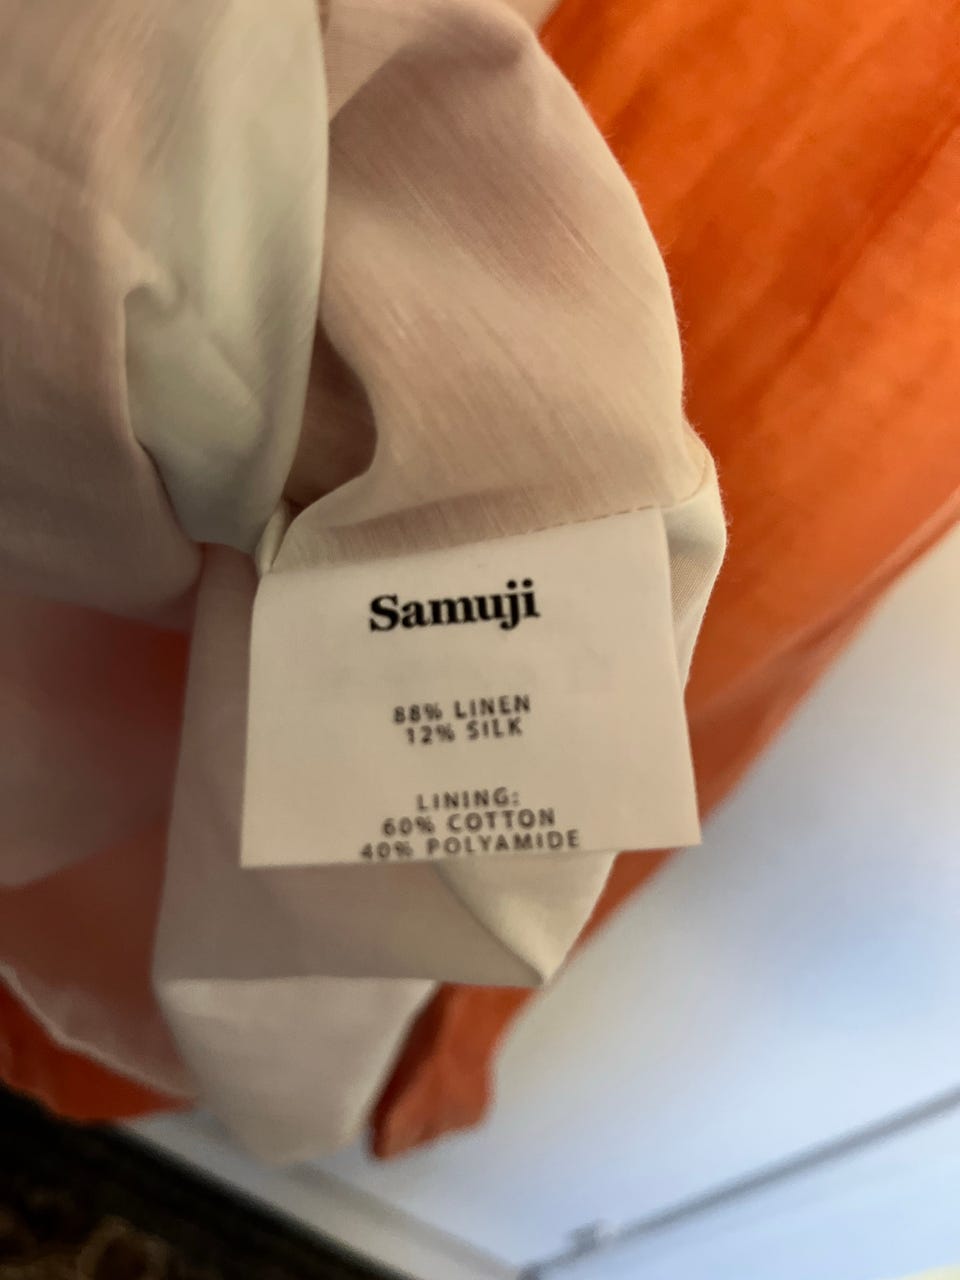 Samuji
88% LINEN
12% SILK
LINING:
60% COTTON
40% POLYAMIDE